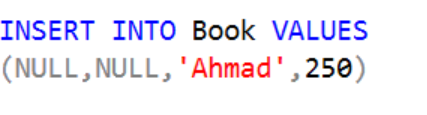 INSERT INTO Book VALUES
(NULL,NULL,'Ahmad',250)